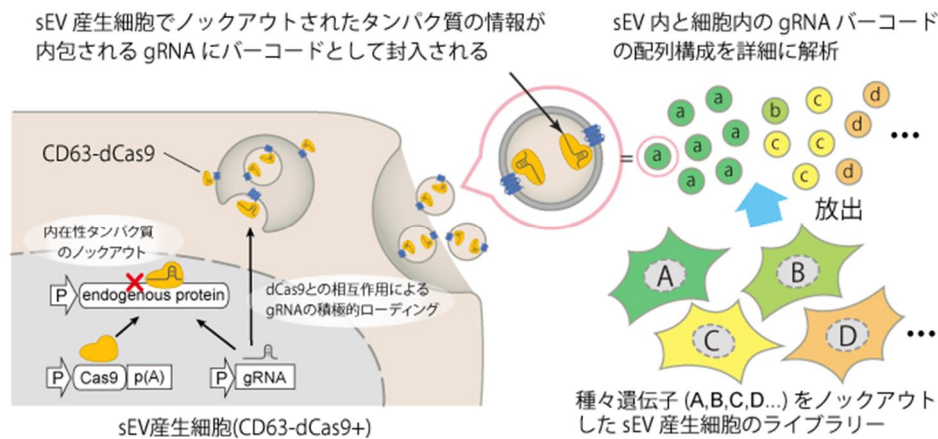 sEV 産生細胞でノックアウトされたタンパク質の情報が
内包される gRNA にバーコードとして封入される
sEV 内と細胞内の gRNA バーコード
の配列構成を詳細に解析
CD63-dCas9
内在性タンパク質
のノックアウト
P
endogenous protein
dCas9との相互作用による
gRNAの積極的ローディング
P
Cas9
p(A)
P
gRNA
sEV産生細胞(CD63-dCas9+)
=
a
a
a
a
a
a
a
b
c
c
c
c
d
d
d
•••
放出
A
B
C
D
•••
種々遺伝子 (A,B,C,D...) をノックアウト
した sEV 産生細胞のライブラリー